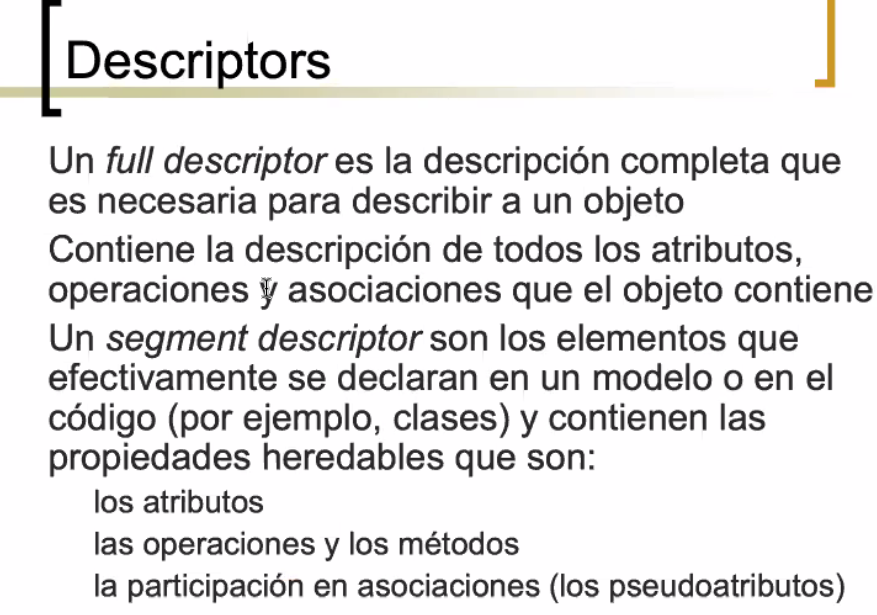 Descriptors
Un full descriptor es la descripción completa que
es necesaria para describir a un objeto
Contiene la descripción de todos los atributos,
operaciones y asociaciones que el objeto contiene
Un segment descriptor son los elementos que
efectivamente se declaran en un modelo o en el
código (por ejemplo, clases) y contienen las
propiedades heredables que son:
los atributos
las operaciones y los métodos
la participación en asociaciones (los pseudoatributos)